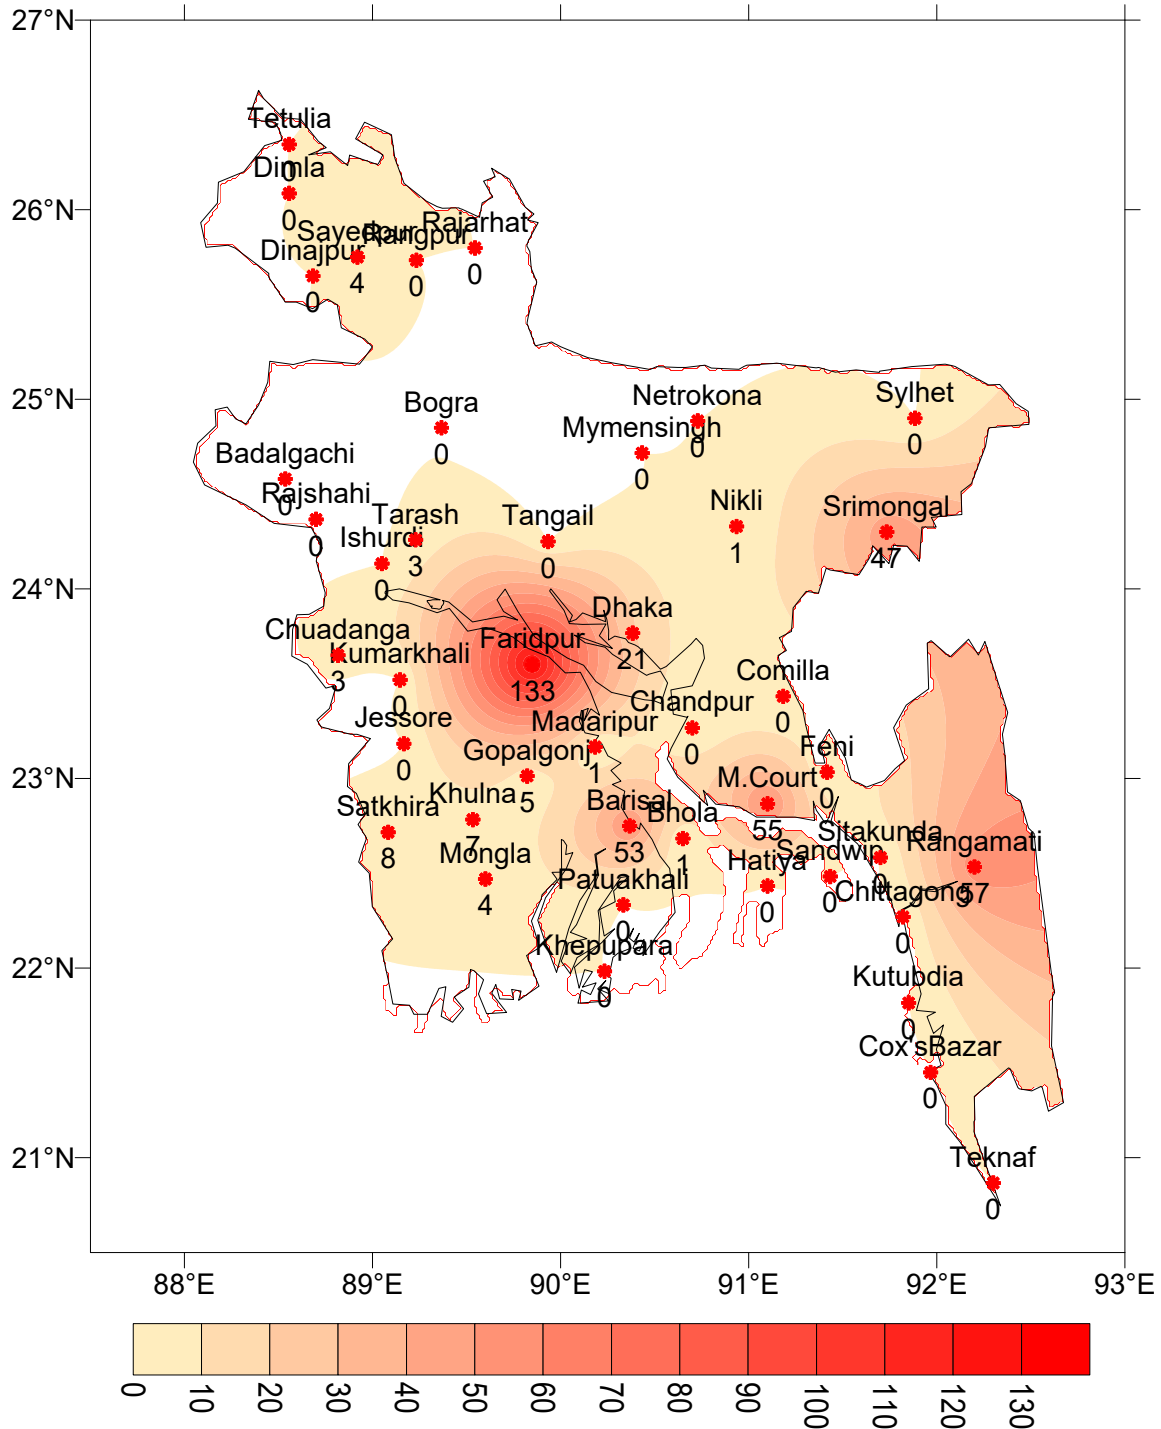 27°N
Tetulia
0
Dimla
0
26°N
Rajarhat
0
Sayedpur
4
Rangpur
0
Dinajpur
0
25°N
Netrokona
0
Sylhet
0
Bogra
0
Mymensingh
0
Badalgachi
0
Rajshahi
0
Nikli
1
Srimongal
47
Tarash
3
Tangail
0
Ishurdi
0
24°N
Dhaka
21
Chuadanga
3
Faridpur
133
Kumarkhali
0
Comilla
0
Chandpur
0
Jessore
0
Madaripur
1
Feni
0
Gopalgonj
5
23°N
M.Court
55
Khulna
7
Barisal
53
Satkhira
8
Bhola
1
Sitakunda
0
Rangamati
57
Mongla
4
Hatiya
0
Sandwip
0
Patuakhali
0
Chittagong
0
22°N
Khepupara
0
Kutubdia
0
Cox'sBazar
0
21°N
Teknaf
0
88°E 89°E 90°E 91°E 92°E 93°E
0 10 20 30 40 50 60 70 80 90 100 110 120 130